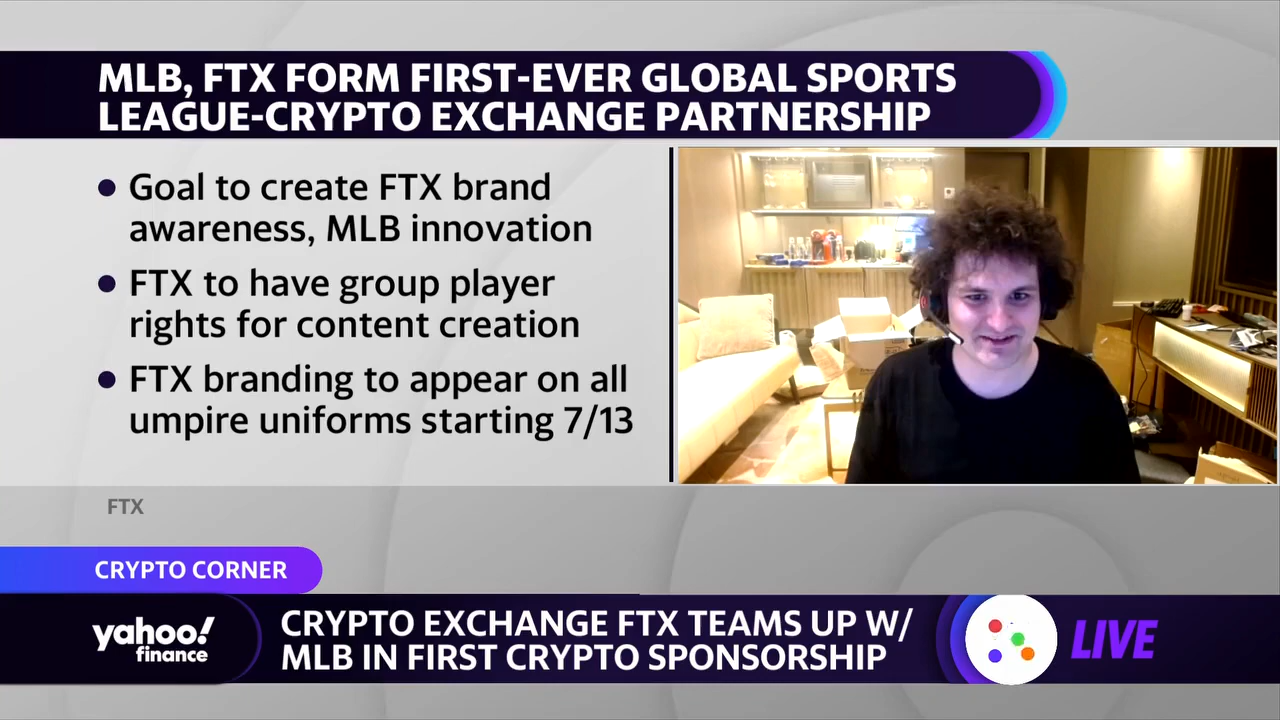 MLB, FTX FORM FIRST-EVER GLOBAL SPORTS
LEAGUE-CRYPTO EXCHANGE PARTNERSHIP
• Goal to create FTX brand
awareness, MLB innovation
• FTX to have group player
rights for content creation
• FTX branding to appear on all
umpire uniforms starting 7/13
FTX
CRYPTO CORNER
yahoo!
finance
CRYPTO EXCHANGE FTX TEAMS UP W/
MLB IN FIRST CRYPTO SPONSORSHIP
LIVE